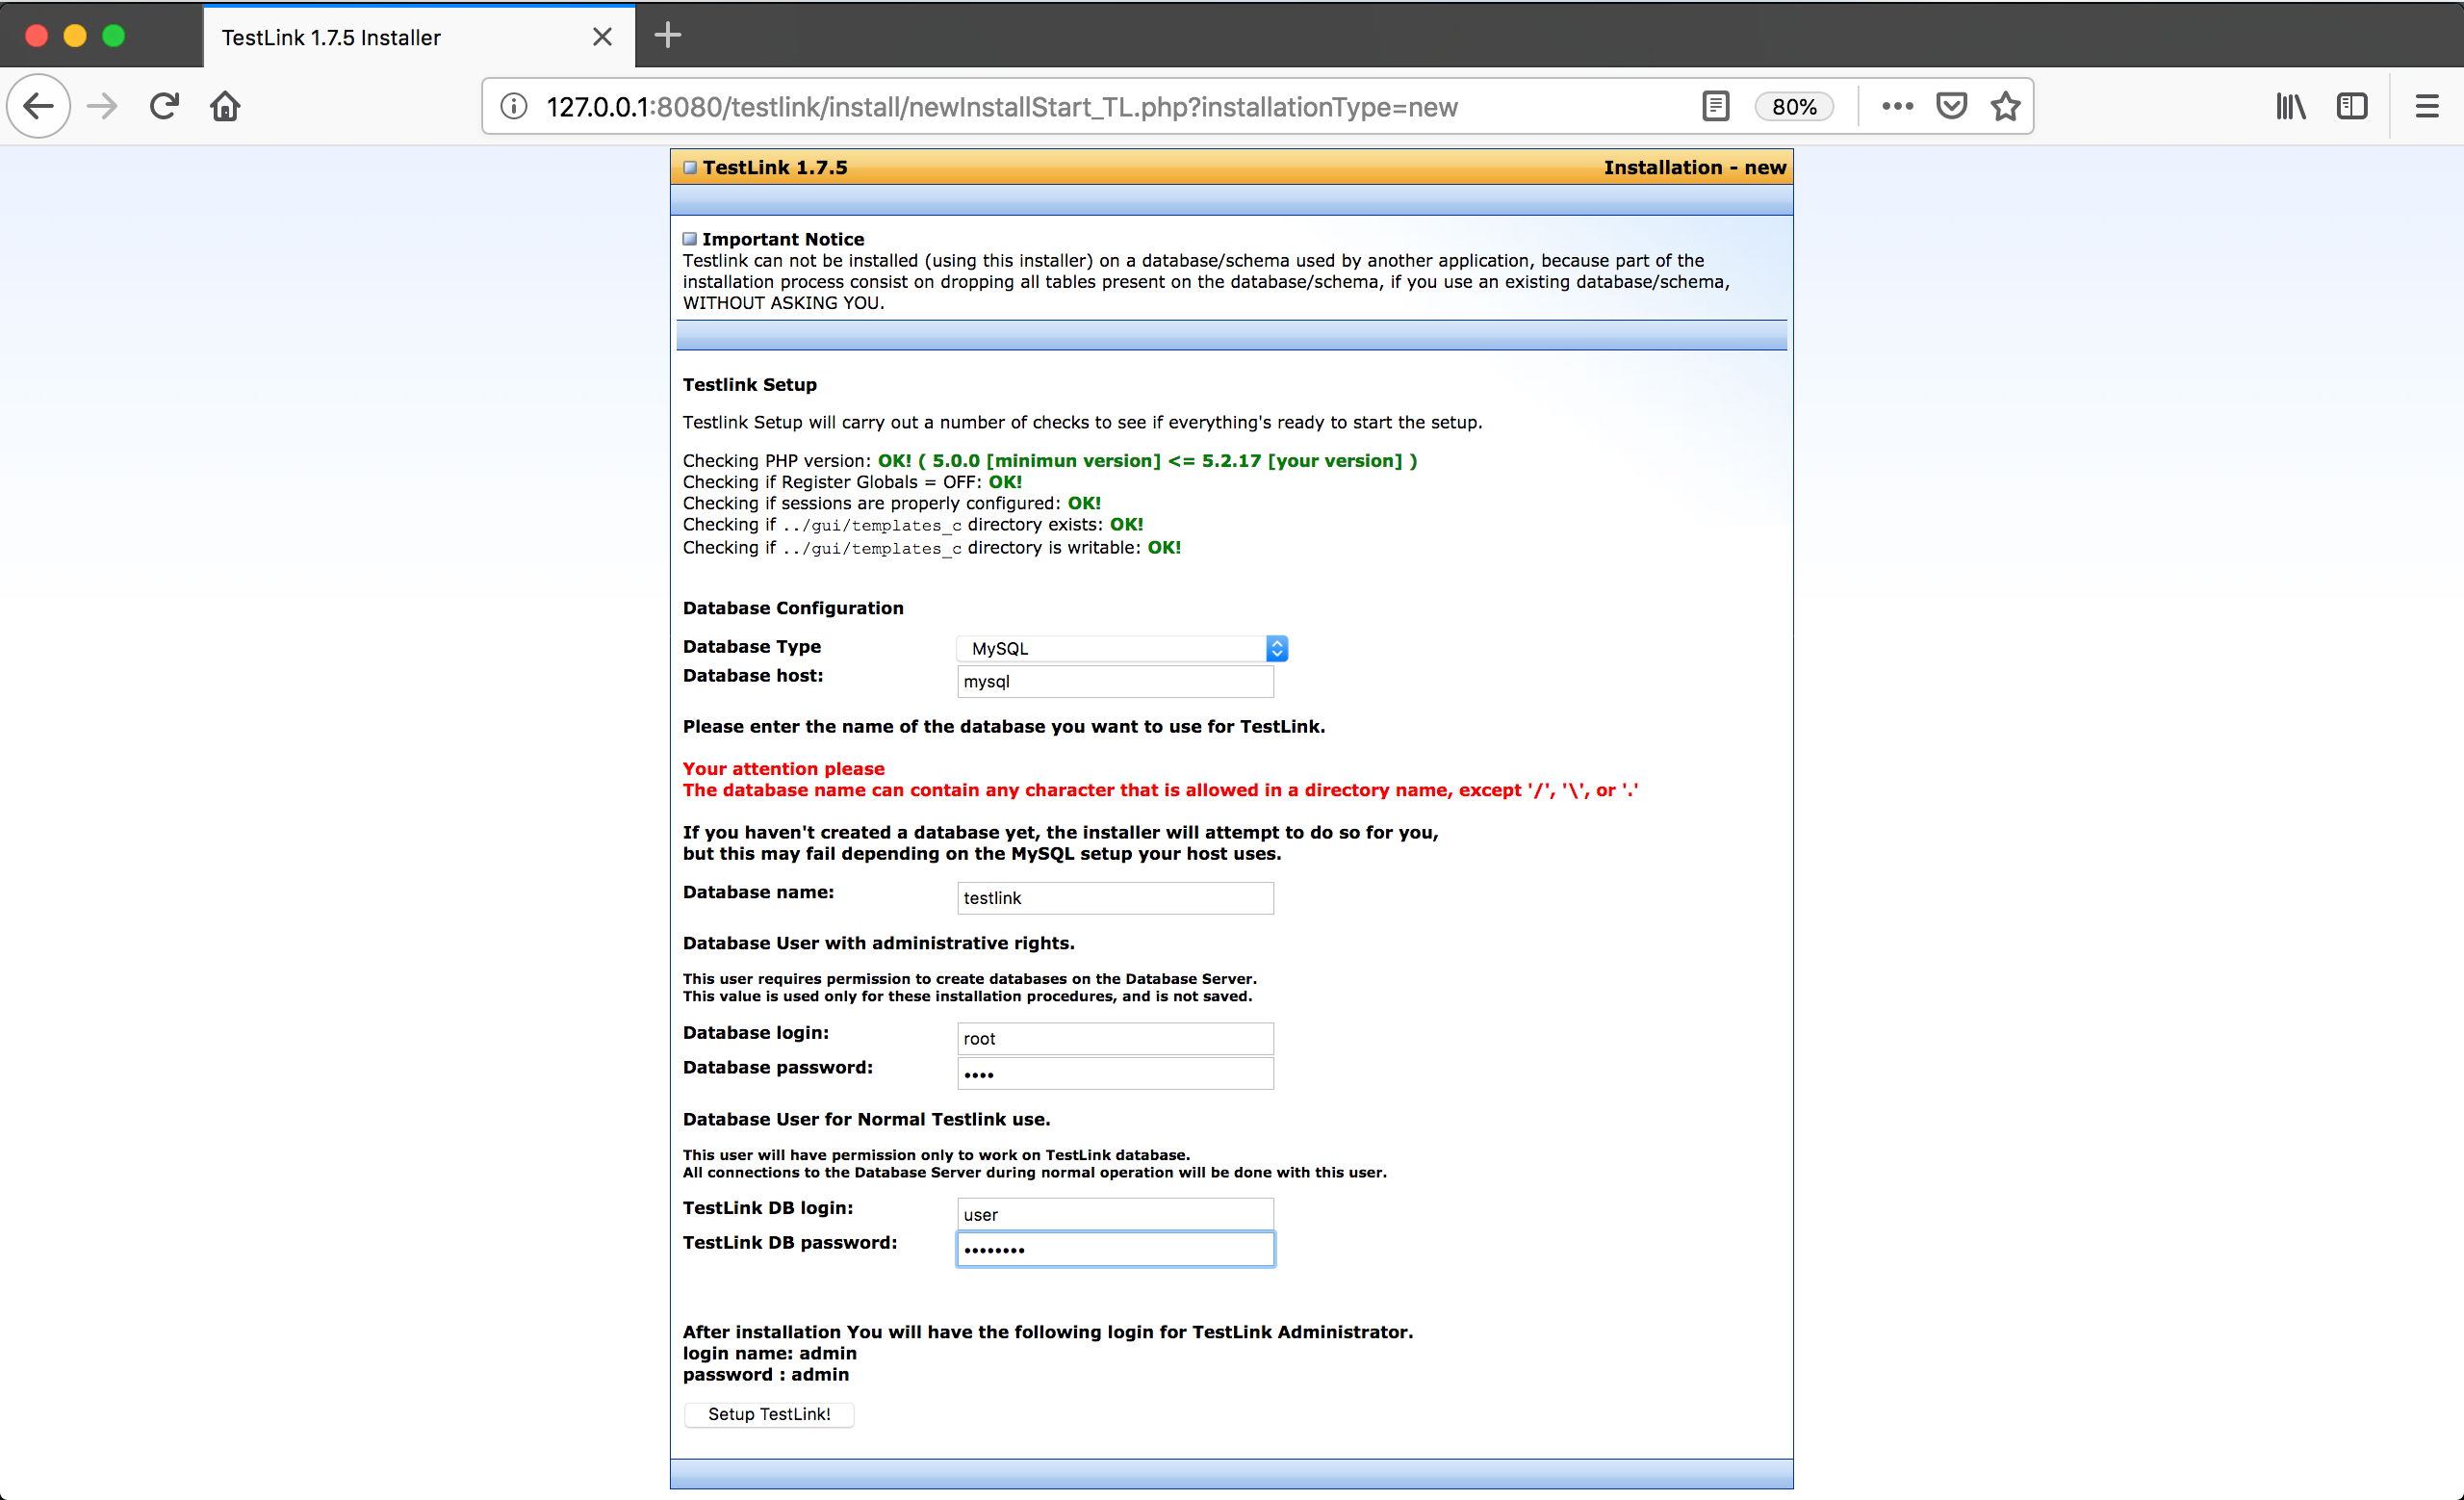 TestLink 1.7.5 Installer
127.0.0.1:8080/testlink/install/newInstallStart_TL.php?installationType=new
80%
TestLink 1.7.5
Installation - new
Important Notice
Testlink can not be installed (using this installer) on a database/schema used by another application, because part of the
installation process consist on dropping all tables present on the database/schema, if you use an existing database/schema,
WITHOUT ASKING YOU.
Testlink Setup
Testlink Setup will carry out a number of checks to see if everything's ready to start the setup.
Checking PHP version: OK! ( 5.0.0 [minimun version] <= 5.2.17 [your version] )
Checking if Register Globals = OFF: OK!
Checking if sessions are properly configured: OK!
Checking if ../gui/templates_c directory exists: OK!
Checking if ../gui/templates_c directory is writable: OK!
Database Configuration
Database Type MySQL
Database host: mysql
Please enter the name of the database you want to use for TestLink.
Your attention please
The database name can contain any character that is allowed in a directory name, except '/', '\', or '.'
If you haven't created a database yet, the installer will attempt to do so for you,
but this may fail depending on the MySQL setup your host uses.
Database name: testlink
Database User with administrative rights.
This user requires permission to create databases on the Database Server.
This value is used only for these installation procedures, and is not saved.
Database login: root
Database password: ••••
Database User for Normal Testlink use.
This user will have permission only to work on TestLink database.
All connections to the Database Server during normal operation will be done with this user.
TestLink DB login: user
TestLink DB password: ••••••••
After installation You will have the following login for TestLink Administrator.
login name: admin
password : admin
Setup TestLink!